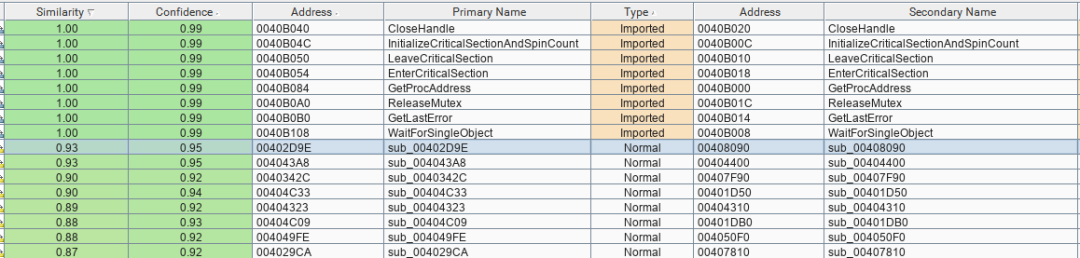 Similarity Confidence Address Primary Name Type Address Secondary Name
1.00 0.99 0040B040 CloseHandle Imported 0040B020 CloseHandle
1.00 0.99 0040B04C InitializeCriticalSectionAndSpinCount Imported 0040B00C InitializeCriticalSectionAndSpinCount
1.00 0.99 0040B050 LeaveCriticalSection Imported 0040B010 LeaveCriticalSection
1.00 0.99 0040B054 EnterCriticalSection Imported 0040B018 EnterCriticalSection
1.00 0.99 0040B084 GetProcAddress Imported 0040B000 GetProcAddress
1.00 0.99 0040B0A0 ReleaseMutex Imported 0040B01C ReleaseMutex
1.00 0.99 0040B0B0 GetLastError Imported 0040B014 GetLastError
1.00 0.99 0040B108 WaitForSingleObject Imported 0040B008 WaitForSingleObject
0.93 0.95 00402D9E sub_00402D9E Normal 00408090 sub_00408090
0.93 0.95 004043A8 sub_004043A8 Normal 00404400 sub_00404400
0.90 0.92 0040342C sub_0040342C Normal 00407F90 sub_00407F90
0.90 0.94 00404C33 sub_00404C33 Normal 00401D50 sub_00401D50
0.89 0.92 00404323 sub_00404323 Normal 00404310 sub_00404310
0.88 0.93 00404C09 sub_00404C09 Normal 00401DB0 sub_00401DB0
0.88 0.92 004049FE sub_004049FE Normal 004050F0 sub_004050F0
0.87 0.92 004029CA sub_004029CA Normal 00407810 sub_00407810